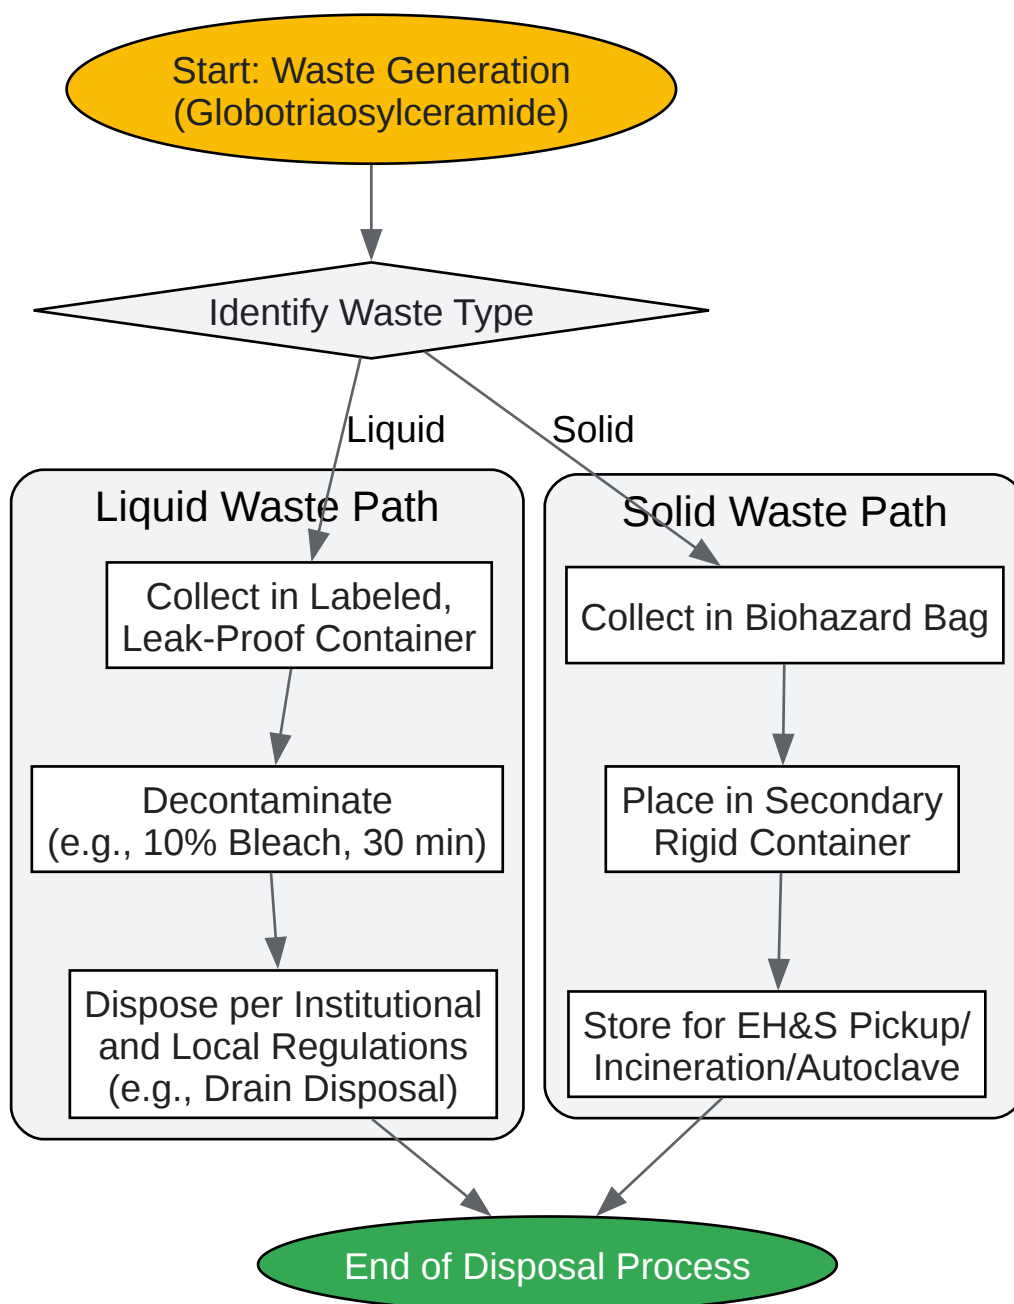 Start: Waste Generation
(Globotriaosylceramide)
Identify Waste Type
Liquid
Solid
Liquid Waste Path
Collect in Labeled,
Leak-Proof Container
Decontaminate
(e.g., 10% Bleach, 30 min)
Dispose per Institutional
and Local Regulations
(e.g., Drain Disposal)
Solid Waste Path
Collect in Biohazard Bag
Place in Secondary
Rigid Container
Store for EH&S Pickup/
Incineration/Autoclave
End of Disposal Process